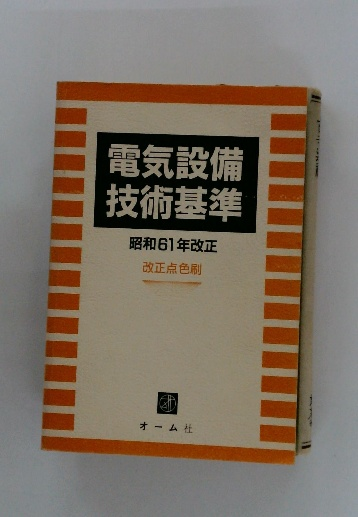 電気設備
技術基準
昭和61年改正
改正点色刷
オーム社